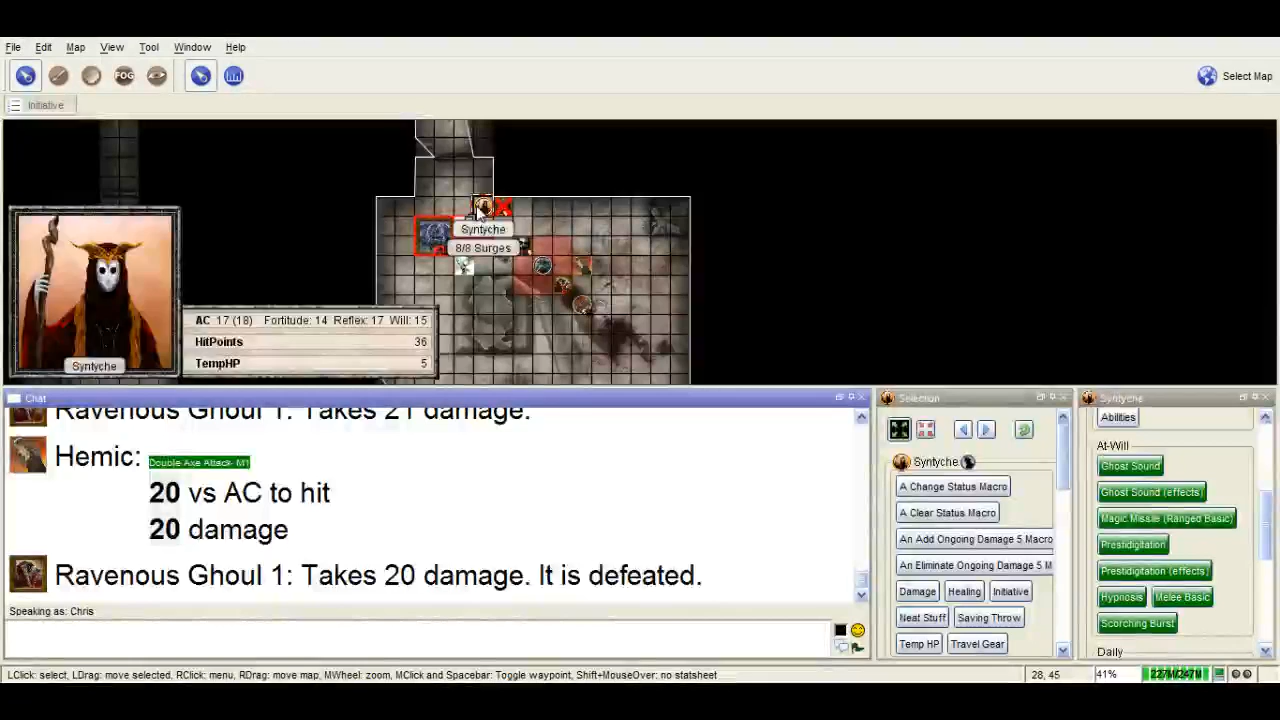 File Edit Map View Tool Window Help
FOG
Select Map
Initiative
Syntyche
8/8 Surges
AC 17 (18) Fortitude: 14 Reflex: 17 Will: 15
HitPoints 36
TempHP 5
Syntyche
Chat
Ravenous Ghoul 1: Takes 21 damage.
Hemic: Double Axe Attack- M1
20 vs AC to hit
20 damage
Ravenous Ghoul 1: Takes 20 damage. It is defeated.
Speaking as: Chris
Selection
Syntyche
A Change Status Macro
A Clear Status Macro
An Add Ongoing Damage 5 Macro
An Eliminate Ongoing Damage 5 M
Damage Healing Initiative
Neat Stuff Saving Throw
Temp HP Travel Gear
Syntyche
Abilities
At-Will
Ghost Sound
Ghost Sound (effects)
Magic Missile (Ranged Basic)
Prestidigitation
Prestidigitation (effects)
Hypnosis Melee Basic
Scorching Burst
Daily
LClick: select, LDrag: move selected, RClick: menu, RDrag: move map, MWheel: zoom, MClick and Spacebar: Toggle waypoint, Shift+MouseOver: no statsheet
28, 45
41%
227M/247M